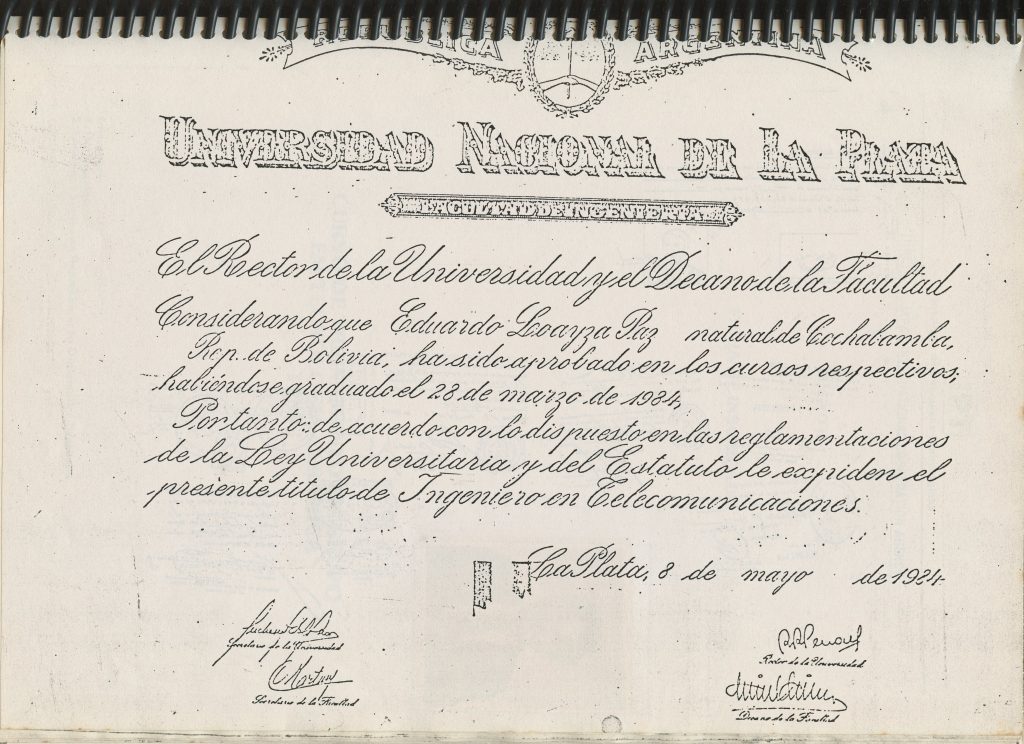 REPUBLICA ARGENTINA
UNIVERSIDAD NACIONAL DE LA PLATA
FACULTAD DE INGENIERIA
El Rector de la Universidad y el Decano de la Facultad
Considerando que Eduardo Loayza Paz natural de Cochabamba,
Rep. de Bolivia, ha sido aprobado en los cursos respectivos,
habiéndose graduado el 28 de marzo de 1984,
Por tanto: de acuerdo con lo dispuesto en las reglamentaciones
de la Ley Universitaria y del Estatuto le expiden el
presente título de Ingeniero en Telecomunicaciones.
La Plata, 8 de mayo de 1984
Secretario de la Universidad
Rector de la Universidad
Secretario de la Facultad
Decano de la Facultad